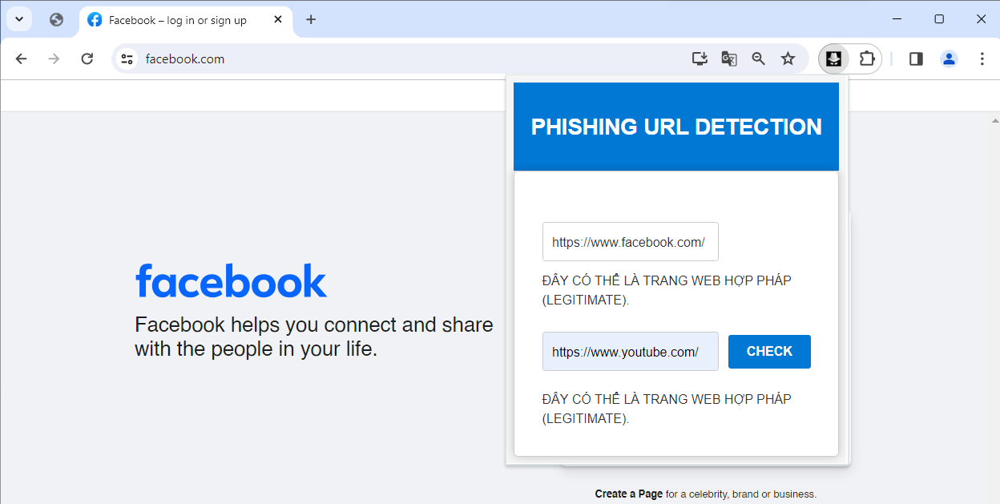 Facebook – log in or sign up
facebook.com
PHISHING URL DETECTION
https://www.facebook.com/
ĐÂY CÓ THỂ LÀ TRANG WEB HỢP PHÁP
(LEGITIMATE).
https://www.youtube.com/
CHECK
ĐÂY CÓ THỂ LÀ TRANG WEB HỢP PHÁP
(LEGITIMATE).
facebook
Facebook helps you connect and share
with the people in your life.
Create a Page for a celebrity, brand or business.